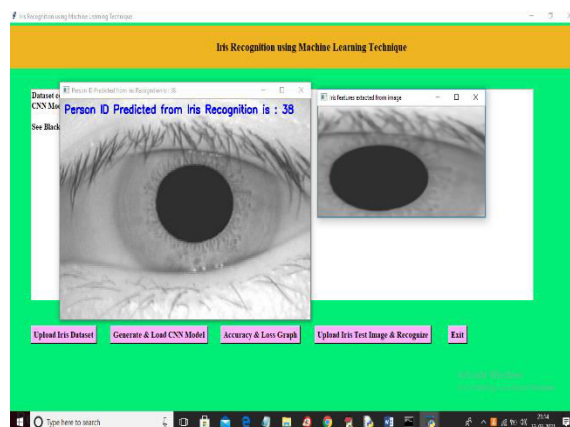 Iris Recognition using Machine Learning Technique
Iris Recognition using Machine Learning Technique
Dataset
CNN Mo
See Black
Person ID Predicted from Iris Recognition is : 38
Person ID Predicted from Iris Recognition is : 38
Iris features extracted from image
Upload Iris Dataset
Generate & Load CNN Model
Accuracy & Loss Graph
Upload Iris Test Image & Recognize
Exit
Type here to search